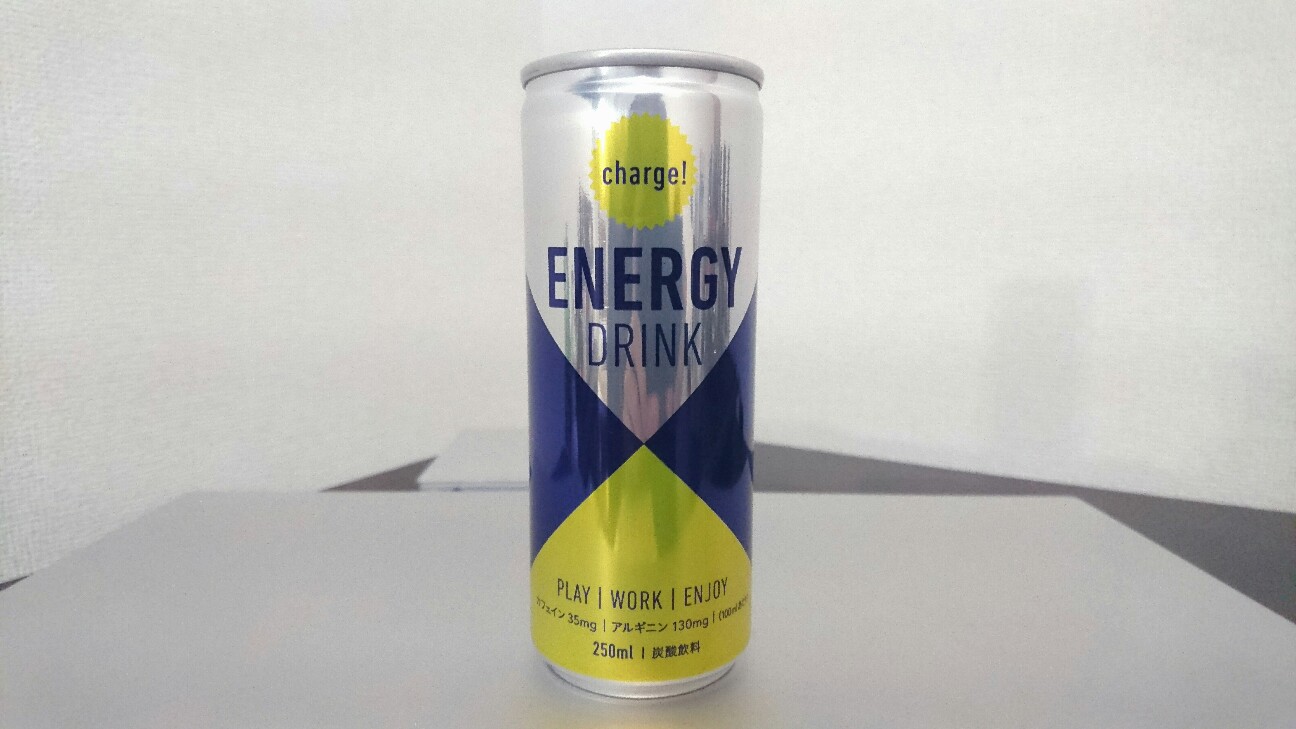 charge!
ENERGY
DRINK
PLAY | WORK | ENJOY
カフェイン 35mg | アルギニン 130mg | (100ml
250ml | 炭酸飲料